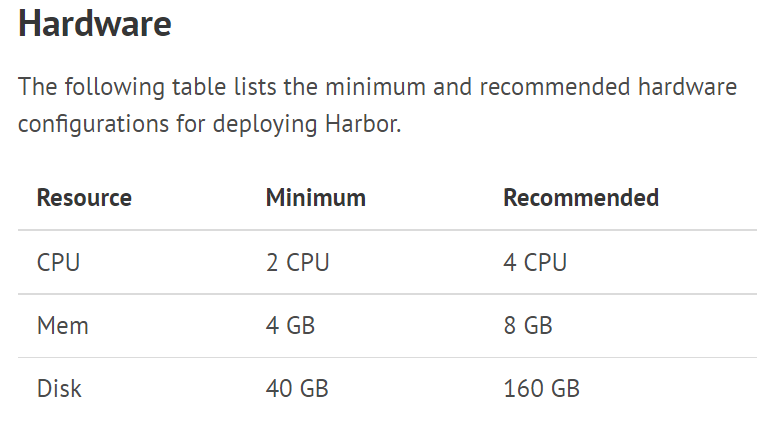 Hardware
The following table lists the minimum and recommended hardware
configurations for deploying Harbor.
Resource Minimum Recommended
CPU 2 CPU 4 CPU
Mem 4 GB 8 GB
Disk 40 GB 160 GB